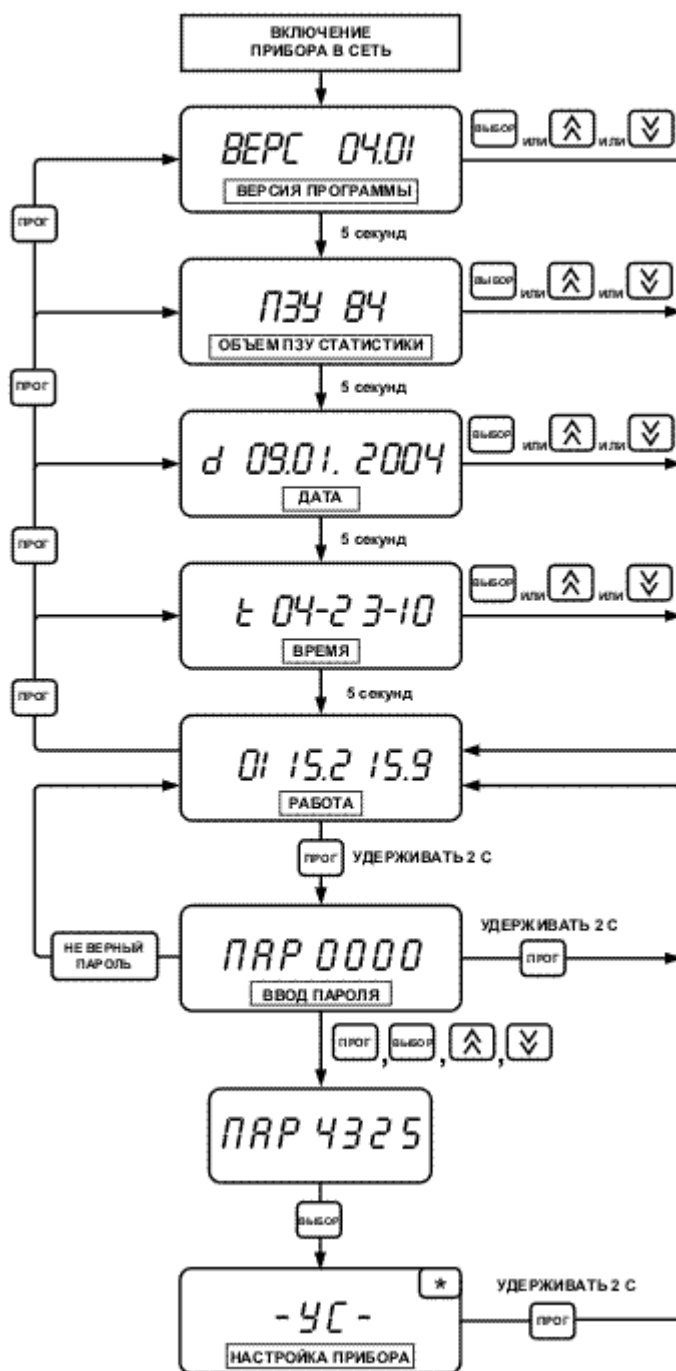 ВКЛЮЧЕНИЕ
ПРИБОРА В СЕТЬ
ВЕРС 04.01
ВЕРСИЯ ПРОГРАММЫ
ВЫБОР или или
ПРОГ
5 секунд
ПЗУ 84
ОБЪЕМ ПЗУ СТАТИСТИКИ
ВЫБОР или или
ПРОГ
5 секунд
d 09.01. 2004
ДАТА
ВЫБОР или или
ПРОГ
5 секунд
t 04-23-10
ВРЕМЯ
ВЫБОР или или
ПРОГ
5 секунд
01 15.2 15.9
РАБОТА
ПРОГ УДЕРЖИВАТЬ 2 С
НЕ ВЕРНЫЙ
ПАРОЛЬ
ПАР 0000
ВВОД ПАРОЛЯ
УДЕРЖИВАТЬ 2 С
ПРОГ
ПРОГ, ВЫБОР, ,
ПАР 4325
ВЫБОР
*
-УС-
НАСТРОЙКА ПРИБОРА
УДЕРЖИВАТЬ 2 С
ПРОГ